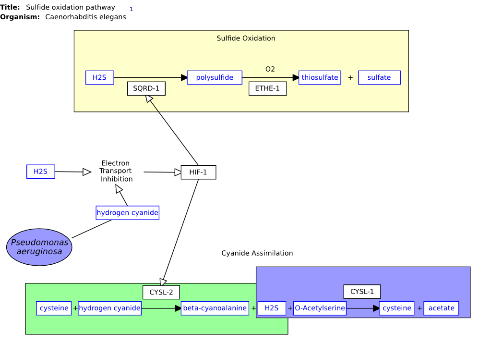 Title: Sulfide oxidation pathway 1
Organism: Caenorhabditis elegans
Sulfide Oxidation
O2
H2S polysulfide thiosulfate + sulfate
SQRD-1 ETHE-1
Electron
Transport
Inhibition
H2S HIF-1
hydrogen cyanide
Pseudomonas
aeruginosa
Cyanide Assimilation
CYSL-2 CYSL-1
cysteine + hydrogen cyanide beta-cyanoalanine + H2S + O-Acetylserine cysteine + acetate